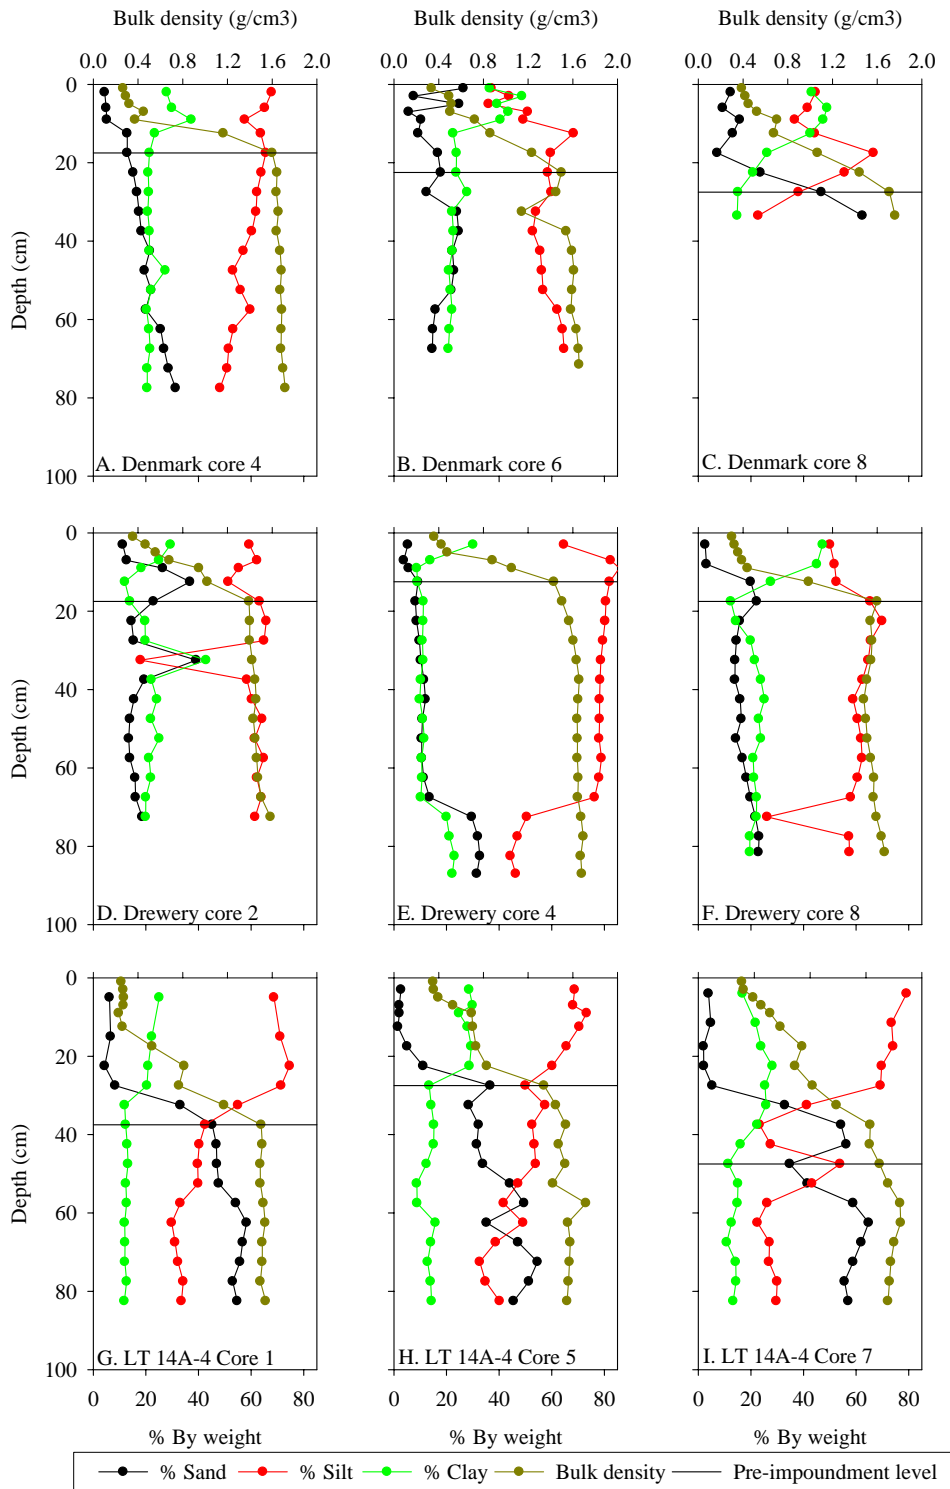 Bulk density (g/cm3) Bulk density (g/cm3) Bulk density (g/cm3)
0.0 0.4 0.8 1.2 1.6 2.0 0.0 0.4 0.8 1.2 1.6 2.0 0.0 0.4 0.8 1.2 1.6 2.0
0
20
40
60
80
100
Depth (cm)
A. Denmark core 4
B. Denmark core 6
C. Denmark core 8
0
20
40
60
80
100
Depth (cm)
D. Drewery core 2
E. Drewery core 4
F. Drewery core 8
0
20
40
60
80
100
Depth (cm)
G. LT 14A-4 Core 1
H. LT 14A-4 Core 5
I. LT 14A-4 Core 7
0 20 40 60 80 0 20 40 60 80 0 20 40 60 80
% By weight % By weight % By weight
% Sand % Silt % Clay Bulk density Pre-impoundment level